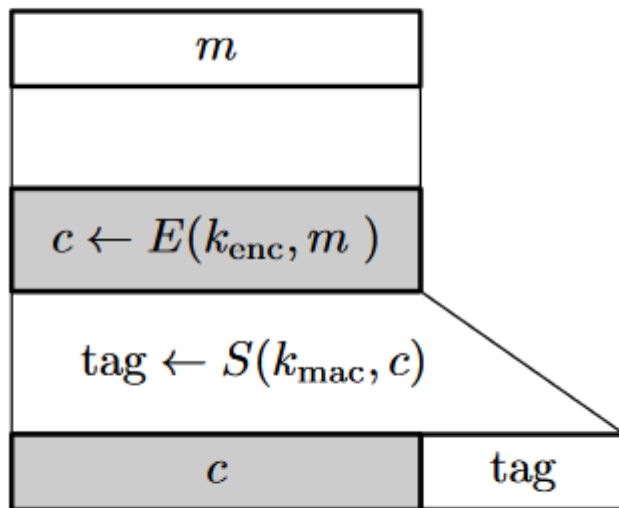 m
c ← E(k_enc, m )
tag ← S(k_mac, c)
c tag